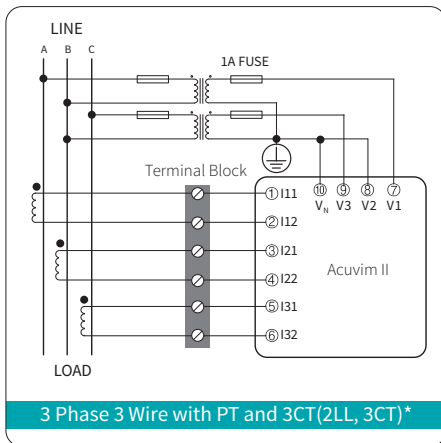 LINE
A B C
1A FUSE
Terminal Block
⑩ ⑨ ⑧ ⑦
VN V3 V2 V1
① I11
② I12
③ I21
④ I22
⑤ I31
⑥ I32
Acuvim II
LOAD
3 Phase 3 Wire with PT and 3CT(2LL, 3CT)*